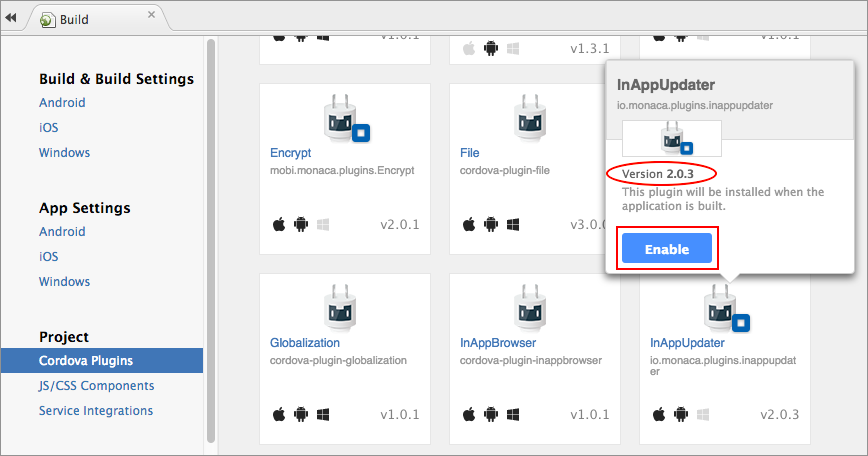 Build
Build & Build Settings
Android
iOS
Windows
App Settings
Android
iOS
Windows
Project
Cordova Plugins
JS/CSS Components
Service Integrations
v1.0.1
v1.3.1
v1.0.1
Encrypt
mobi.monaca.plugins.Encrypt
v2.0.1
File
cordova-plugin-file
v3.0.0
InAppUpdater
io.monaca.plugins.inappupdater
Version 2.0.3
This plugin will be installed when the
application is built.
Enable
Globalization
cordova-plugin-globalization
v1.0.1
InAppBrowser
cordova-plugin-inappbrowser
v1.0.1
InAppUpdater
io.monaca.plugins.inappupdat
er
v2.0.3